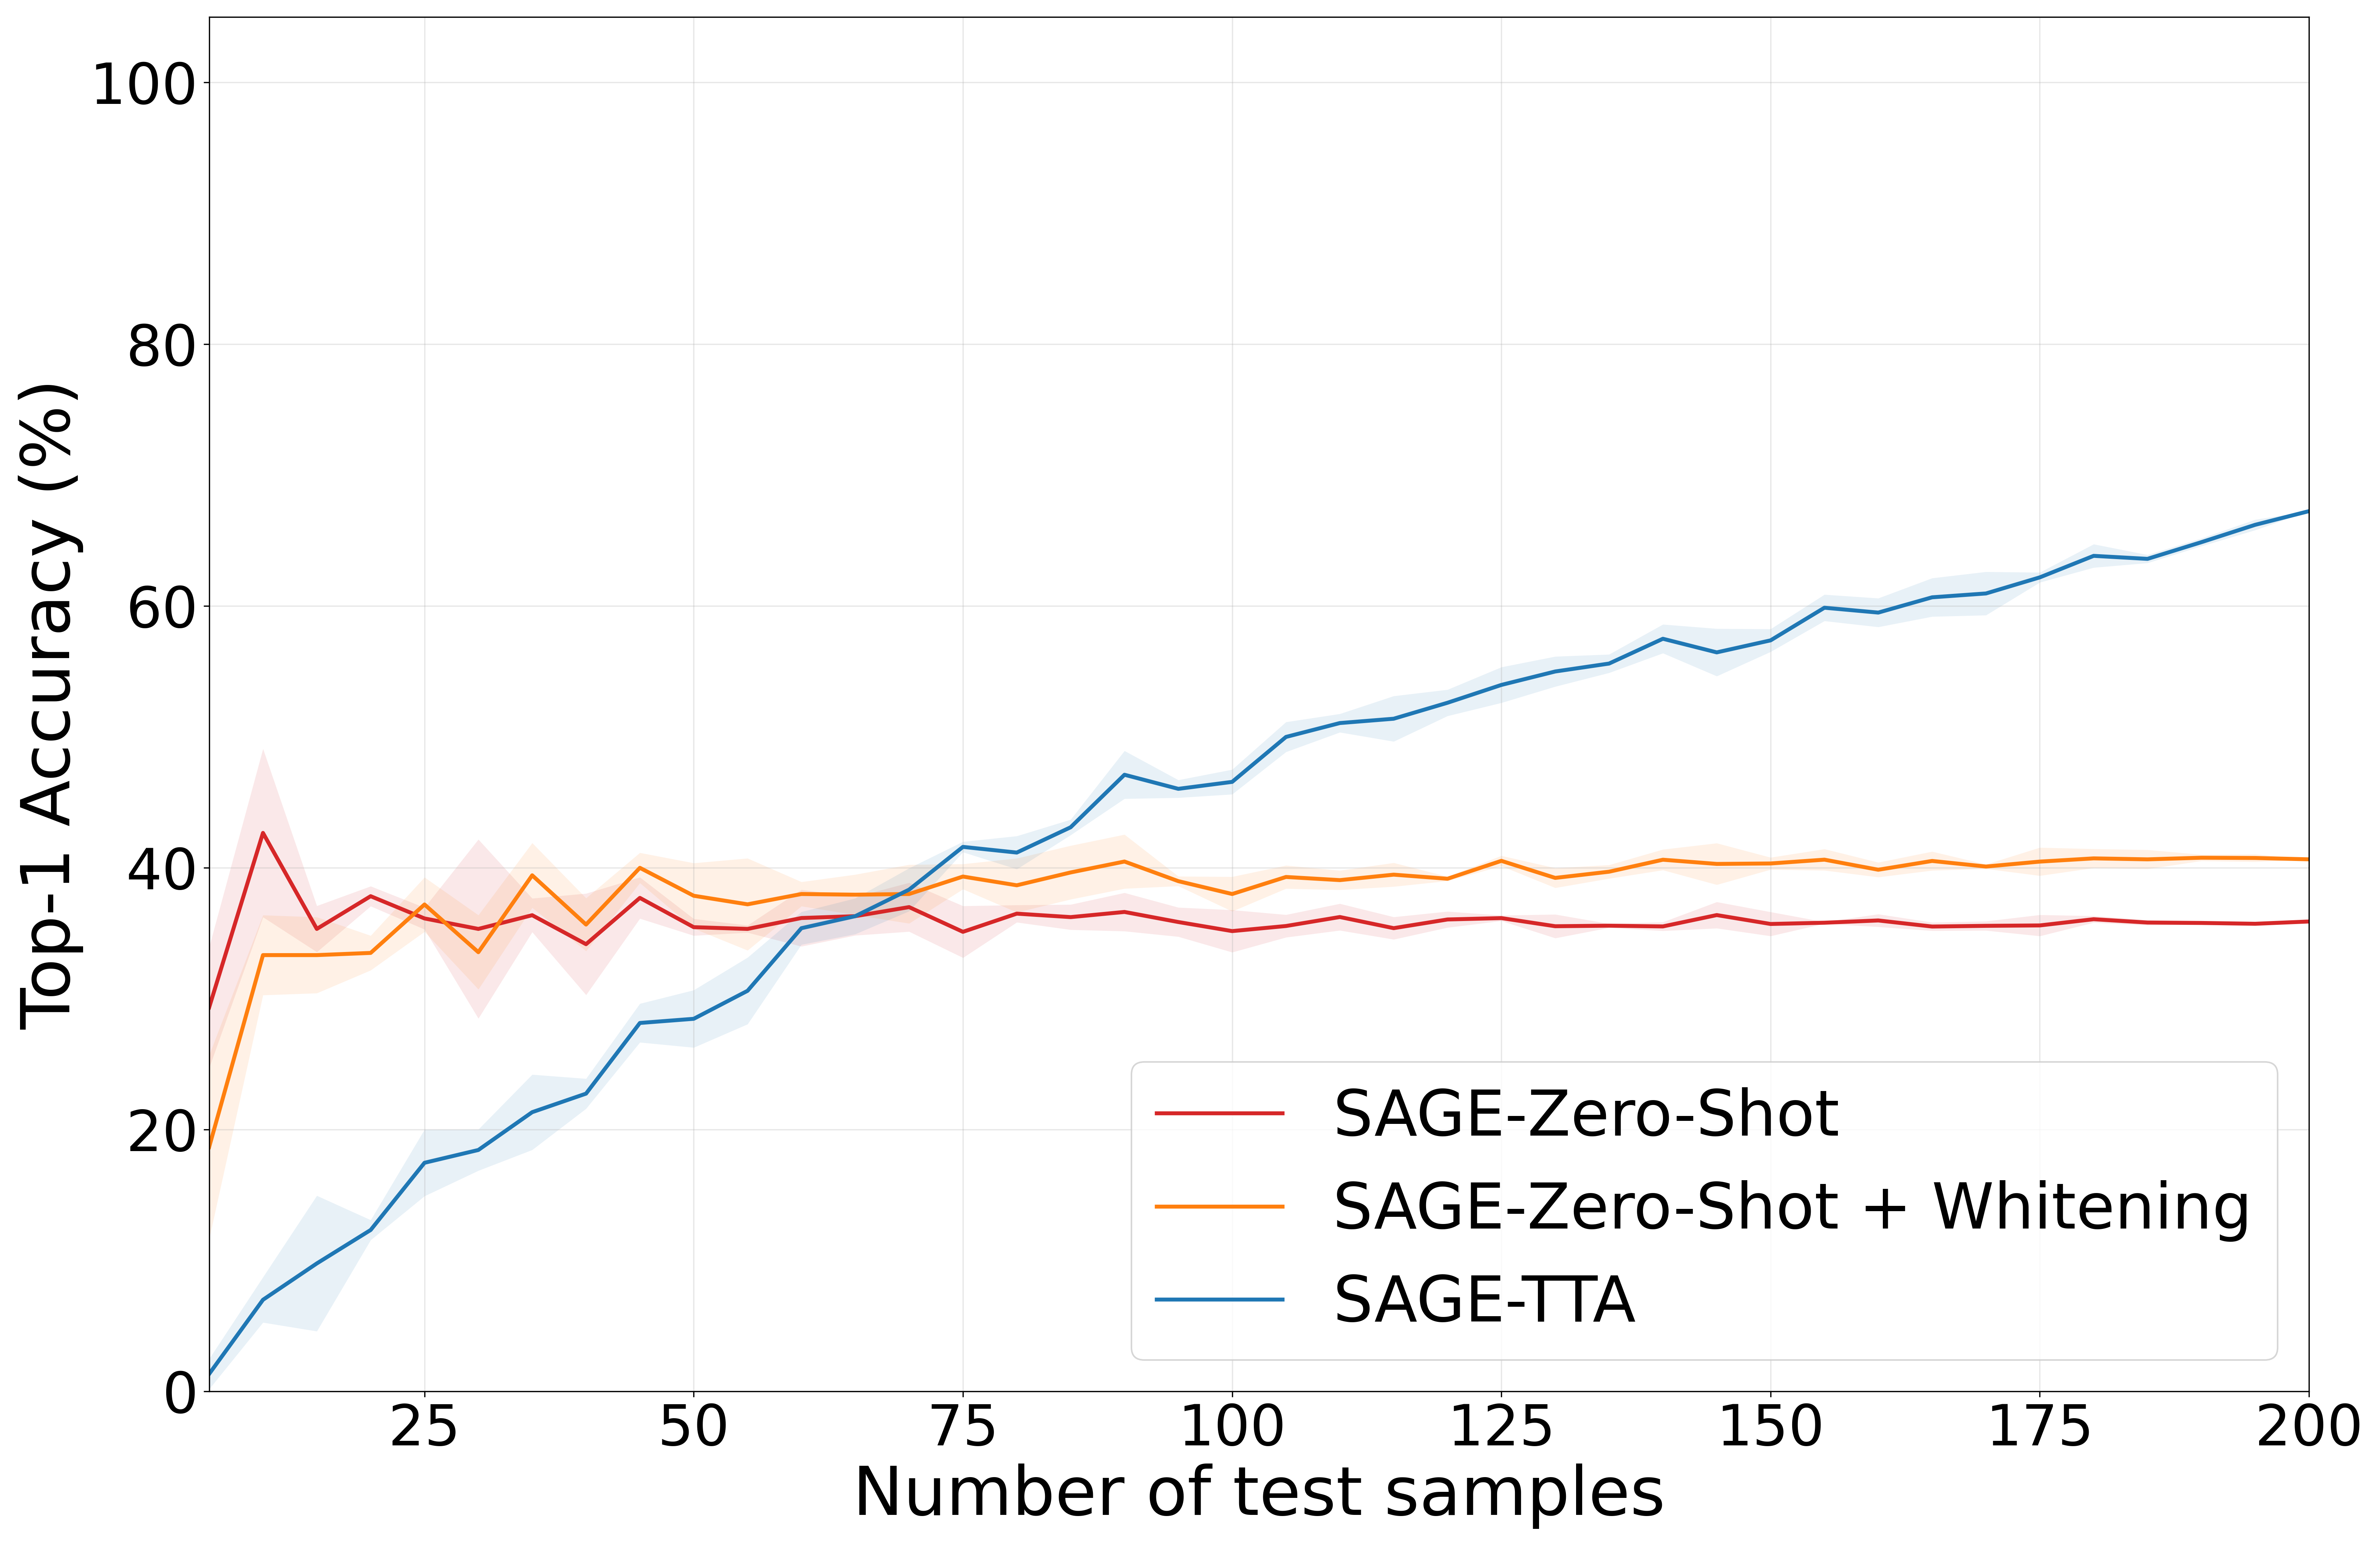 Top-1 Accuracy (%)
100
80
60
40
20
0
25 50 75 100 125 150 175 200
Number of test samples
SAGE-Zero-Shot
SAGE-Zero-Shot + Whitening
SAGE-TTA